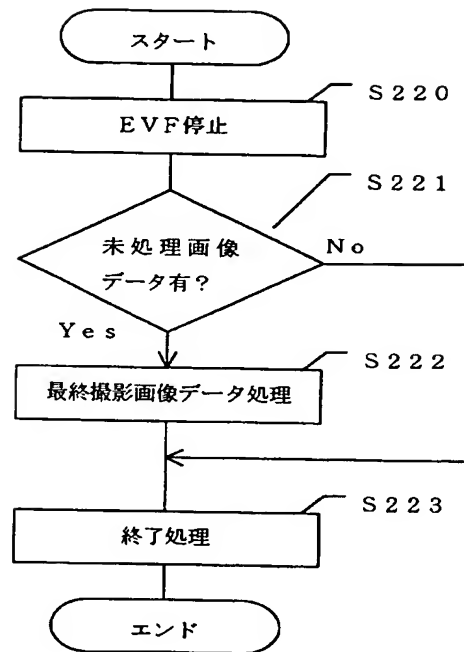 スタート
S220
EVF停止
S221
未処理画像
データ有?
No
Yes
S222
最終撮影画像データ処理
S223
終了処理
エンド